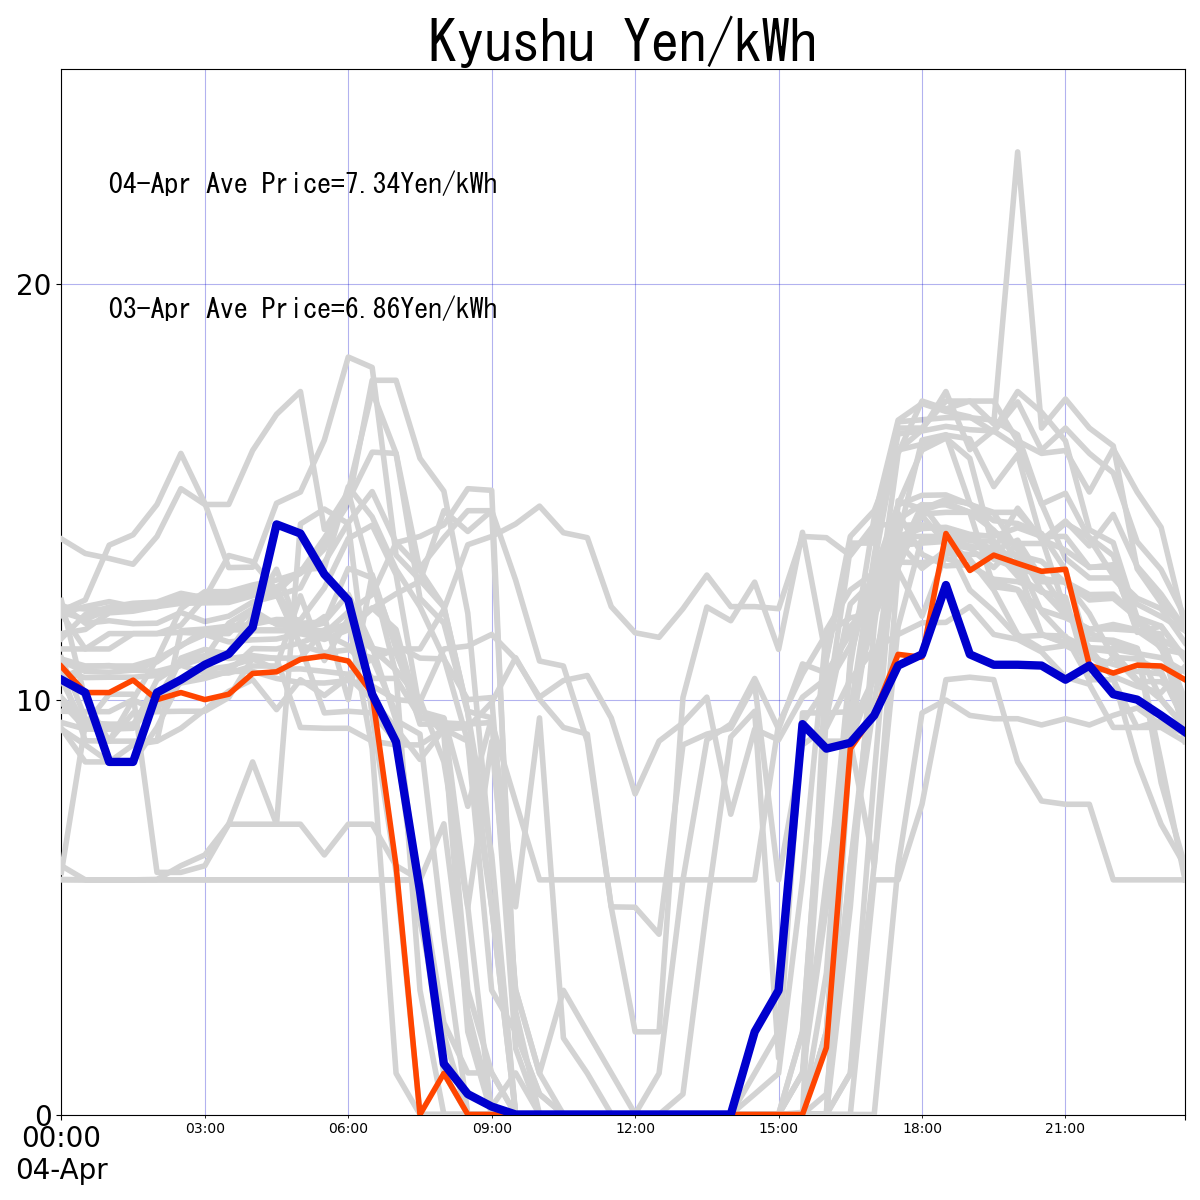 Kyushu Yen/kWh
04-Apr Ave Price=7.34Yen/kWh
20
03-Apr Ave Price=6.86Yen/kWh
10
0
00:00 03:00 06:00 09:00 12:00 15:00 18:00 21:00
04-Apr